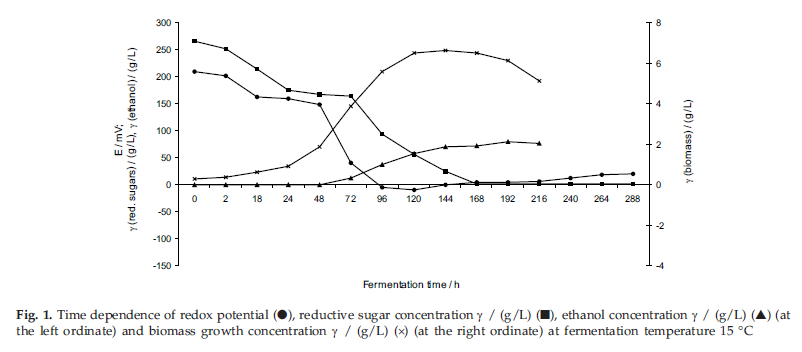 300
250
200
150
100
50
0
-50
-100
-150
E / mV;
γ (red. sugars) / (g/L), γ (ethanol) / (g/L)
0 2 18 24 48 72 96 120 144 168 192 216 240 264 288
8
6
4
2
0
-2
-4
γ (biomass) / (g/L)
Fermentation time / h
Fig. 1. Time dependence of redox potential (●), reductive sugar concentration γ / (g/L) (■), ethanol concentration γ / (g/L) (▲) (at
the left ordinate) and biomass growth concentration γ / (g/L) (×) (at the right ordinate) at fermentation temperature 15 °C